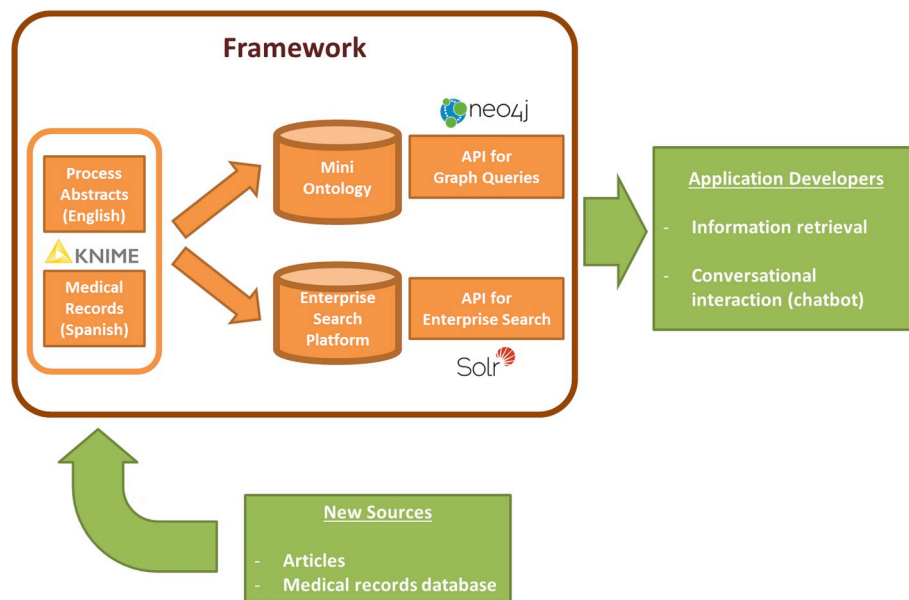 Framework
neo4j
Process
Abstracts
(English)
KNIME
Medical
Records
(Spanish)
Mini
Ontology
API for
Graph Queries
Enterprise
Search
Platform
API for
Enterprise Search
Solr
Application Developers
- Information retrieval
- Conversational
interaction (chatbot)
New Sources
- Articles
- Medical records database